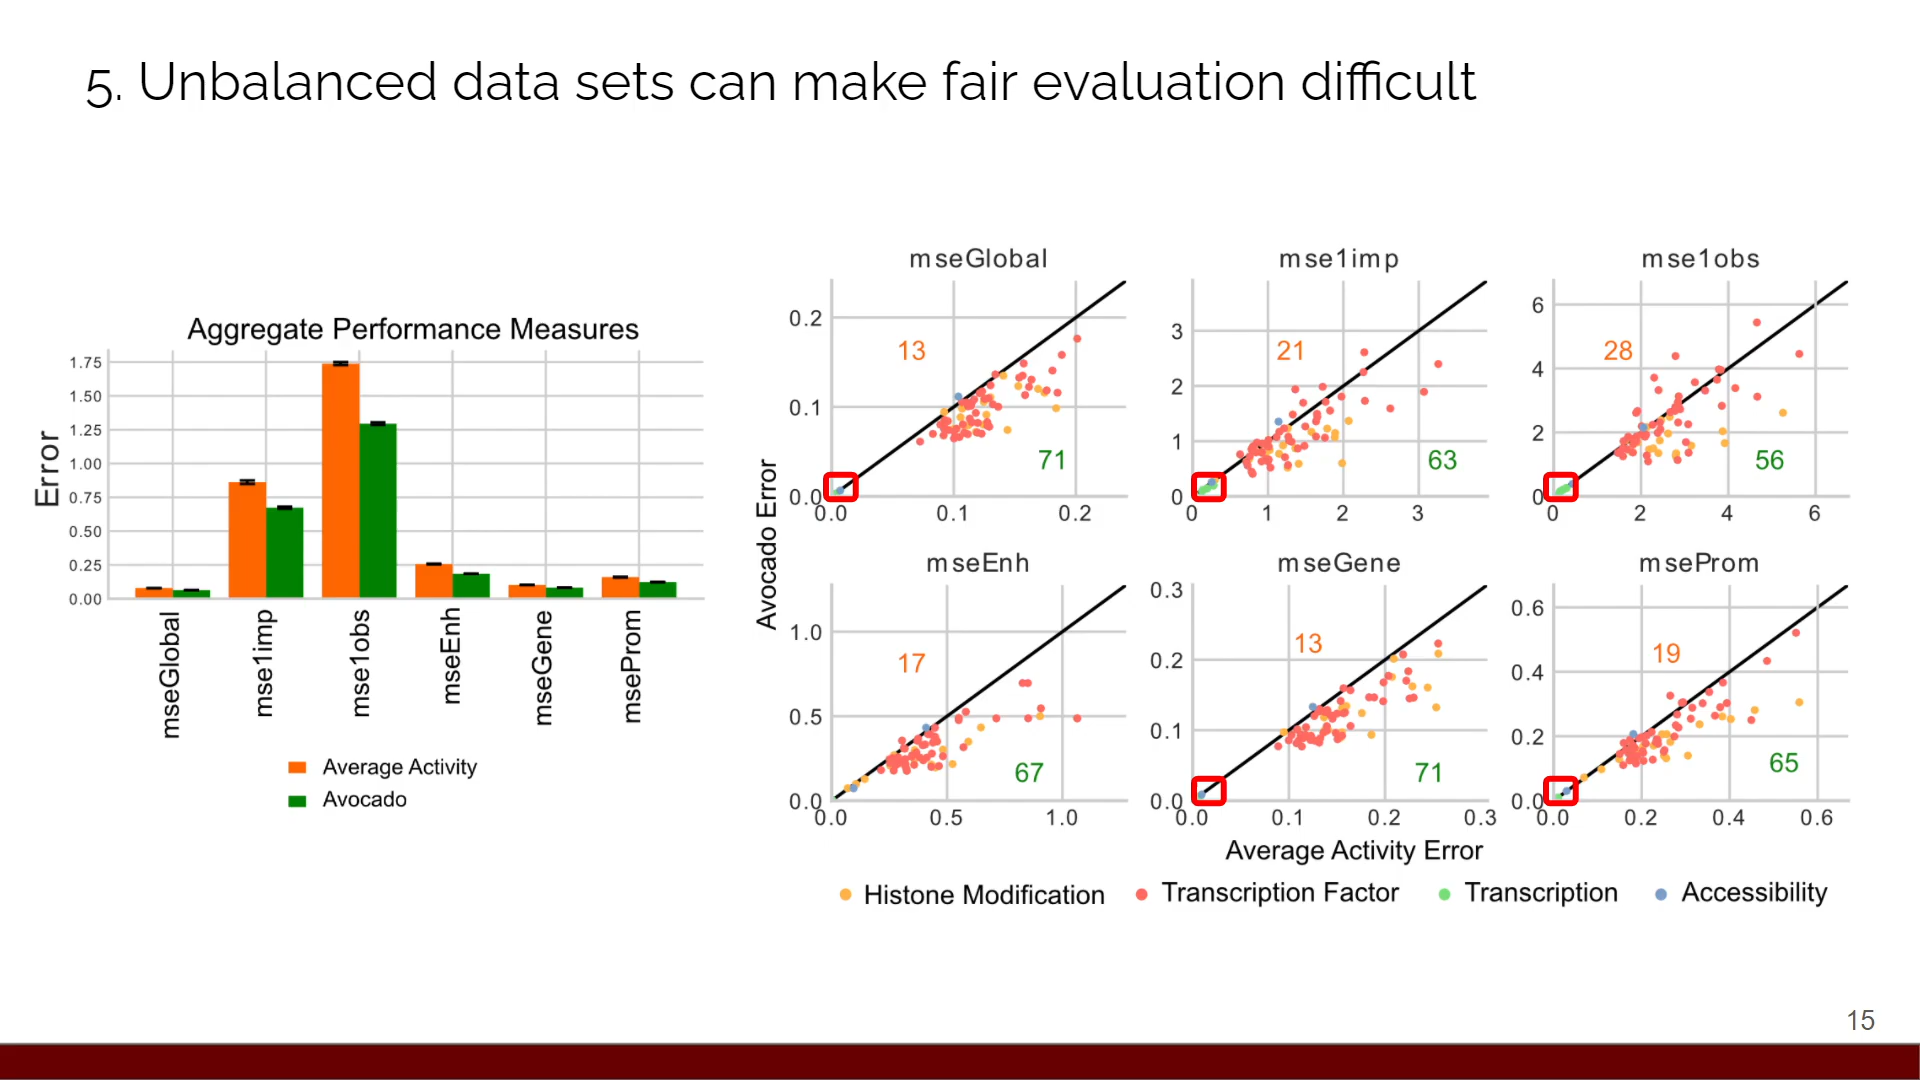 5. Unbalanced data sets can make fair evaluation difficult
Aggregate Performance Measures
Error
1.75
1.50
1.25
1.00
0.75
0.50
0.25
0.00
mseGlobal
mse1imp
mse1obs
mseEnh
mseGene
mseProm
Average Activity
Avocado
Avocado Error
mseGlobal
0.2
0.1
0.0
13
71
0.0 0.1 0.2
mse1imp
3
2
1
0
21
63
0 1 2 3
mse1obs
6
4
2
0
28
56
0 2 4 6
mseEnh
1.0
0.5
0.0
17
67
0.0 0.5 1.0
mseGene
0.3
0.2
0.1
0.0
13
71
0.0 0.1 0.2 0.3
mseProm
0.6
0.4
0.2
0.0
19
65
0.0 0.2 0.4 0.6
Average Activity Error
Histone Modification Transcription Factor Transcription Accessibility
15